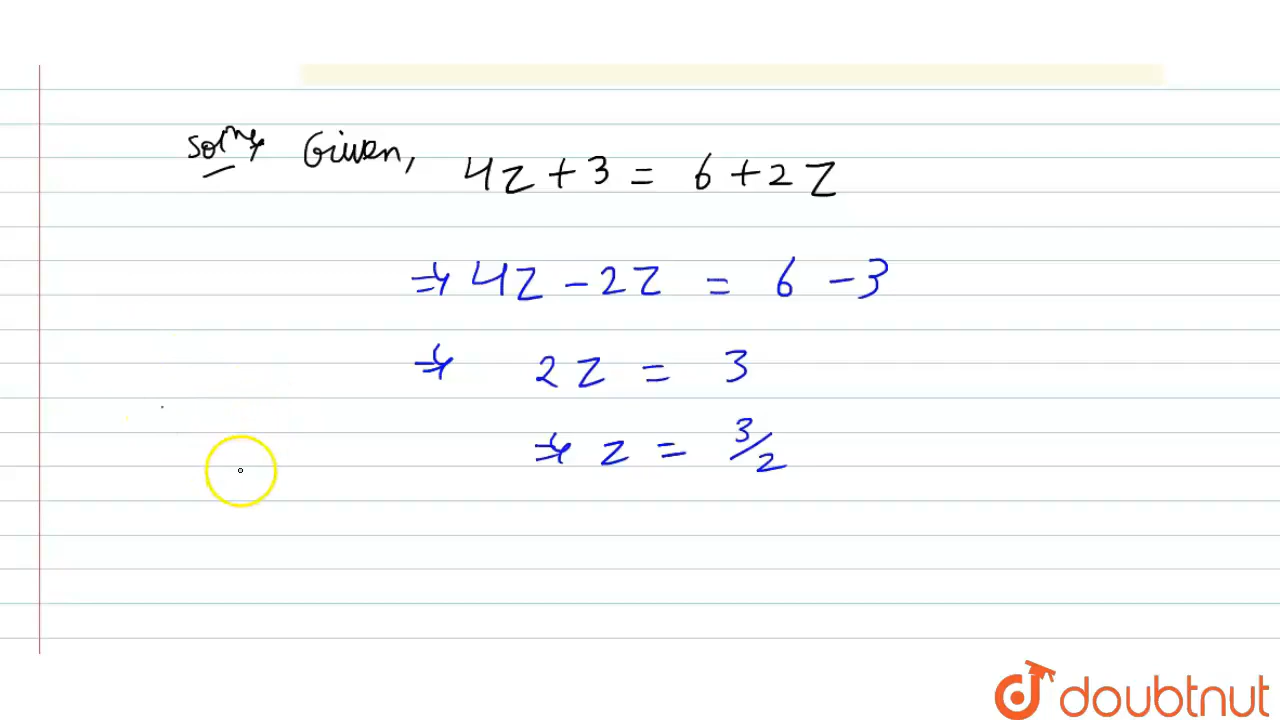 Solⁿ Given, 4z + 3 = 6 + 2z
⇒ 4z - 2z = 6 - 3
⇒ 2z = 3
⇒ z = 3/2
doubtnut